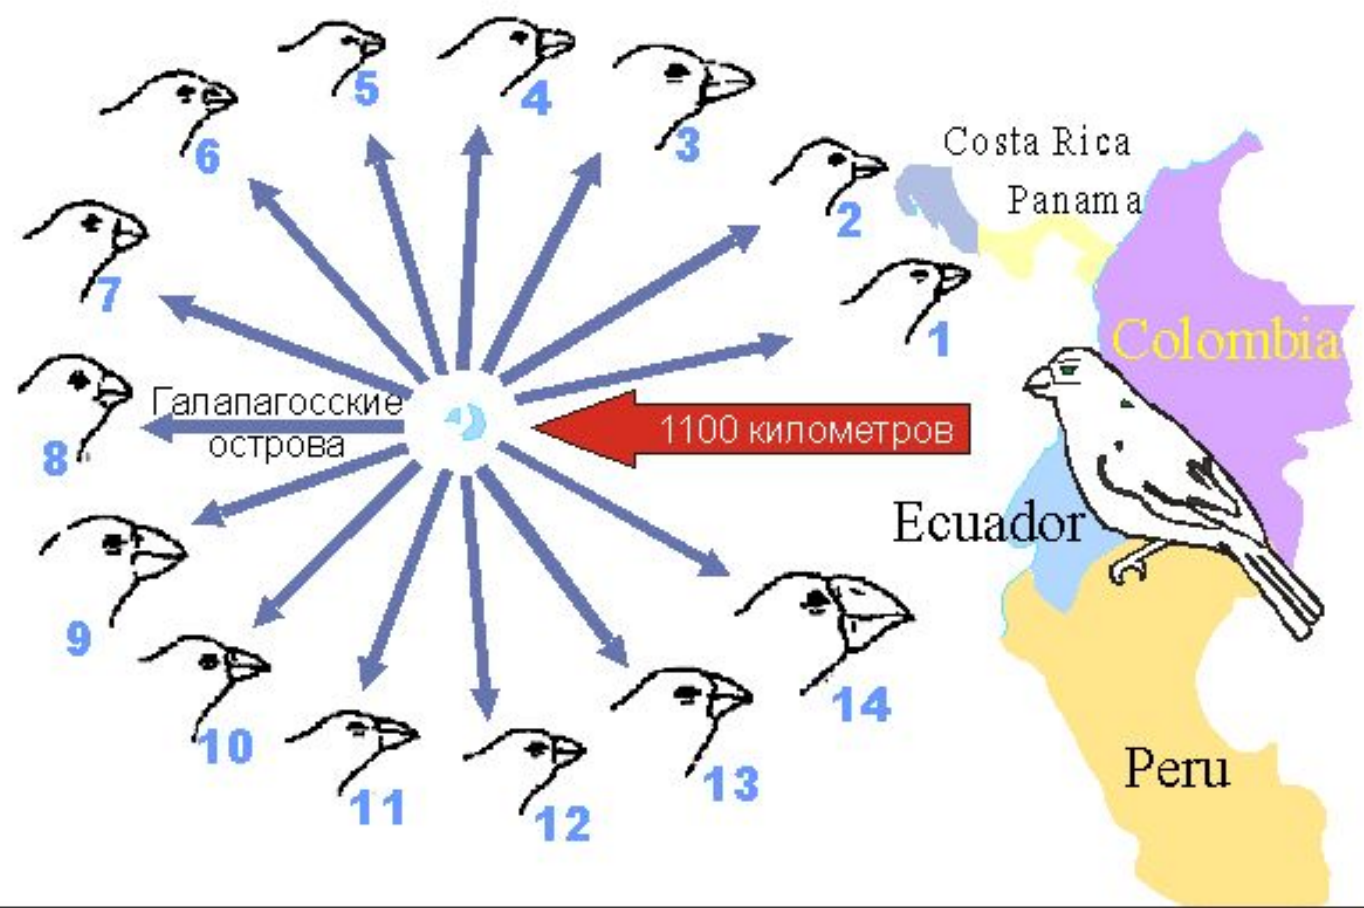 5
4
3
6
Costa Rica
Panama
2
7
1
Colombia
Галапагосские
острова
1100 километров
8
Ecuador
9
14
10
13
11
12
Peru